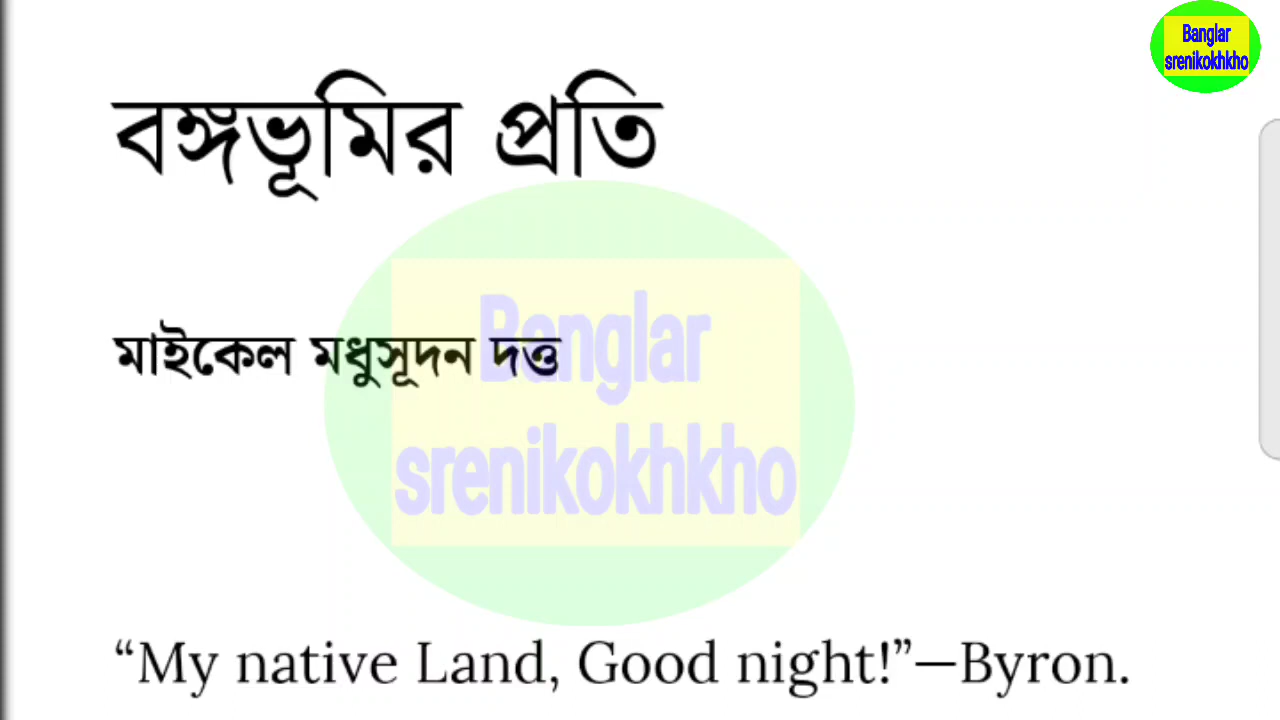 Banglar
srenikokhkho
বঙ্গভূমির প্রতি
মাইকেল মধুসূদন দত্ত
Banglar
srenikokhkho
“My native Land, Good night!”—Byron.